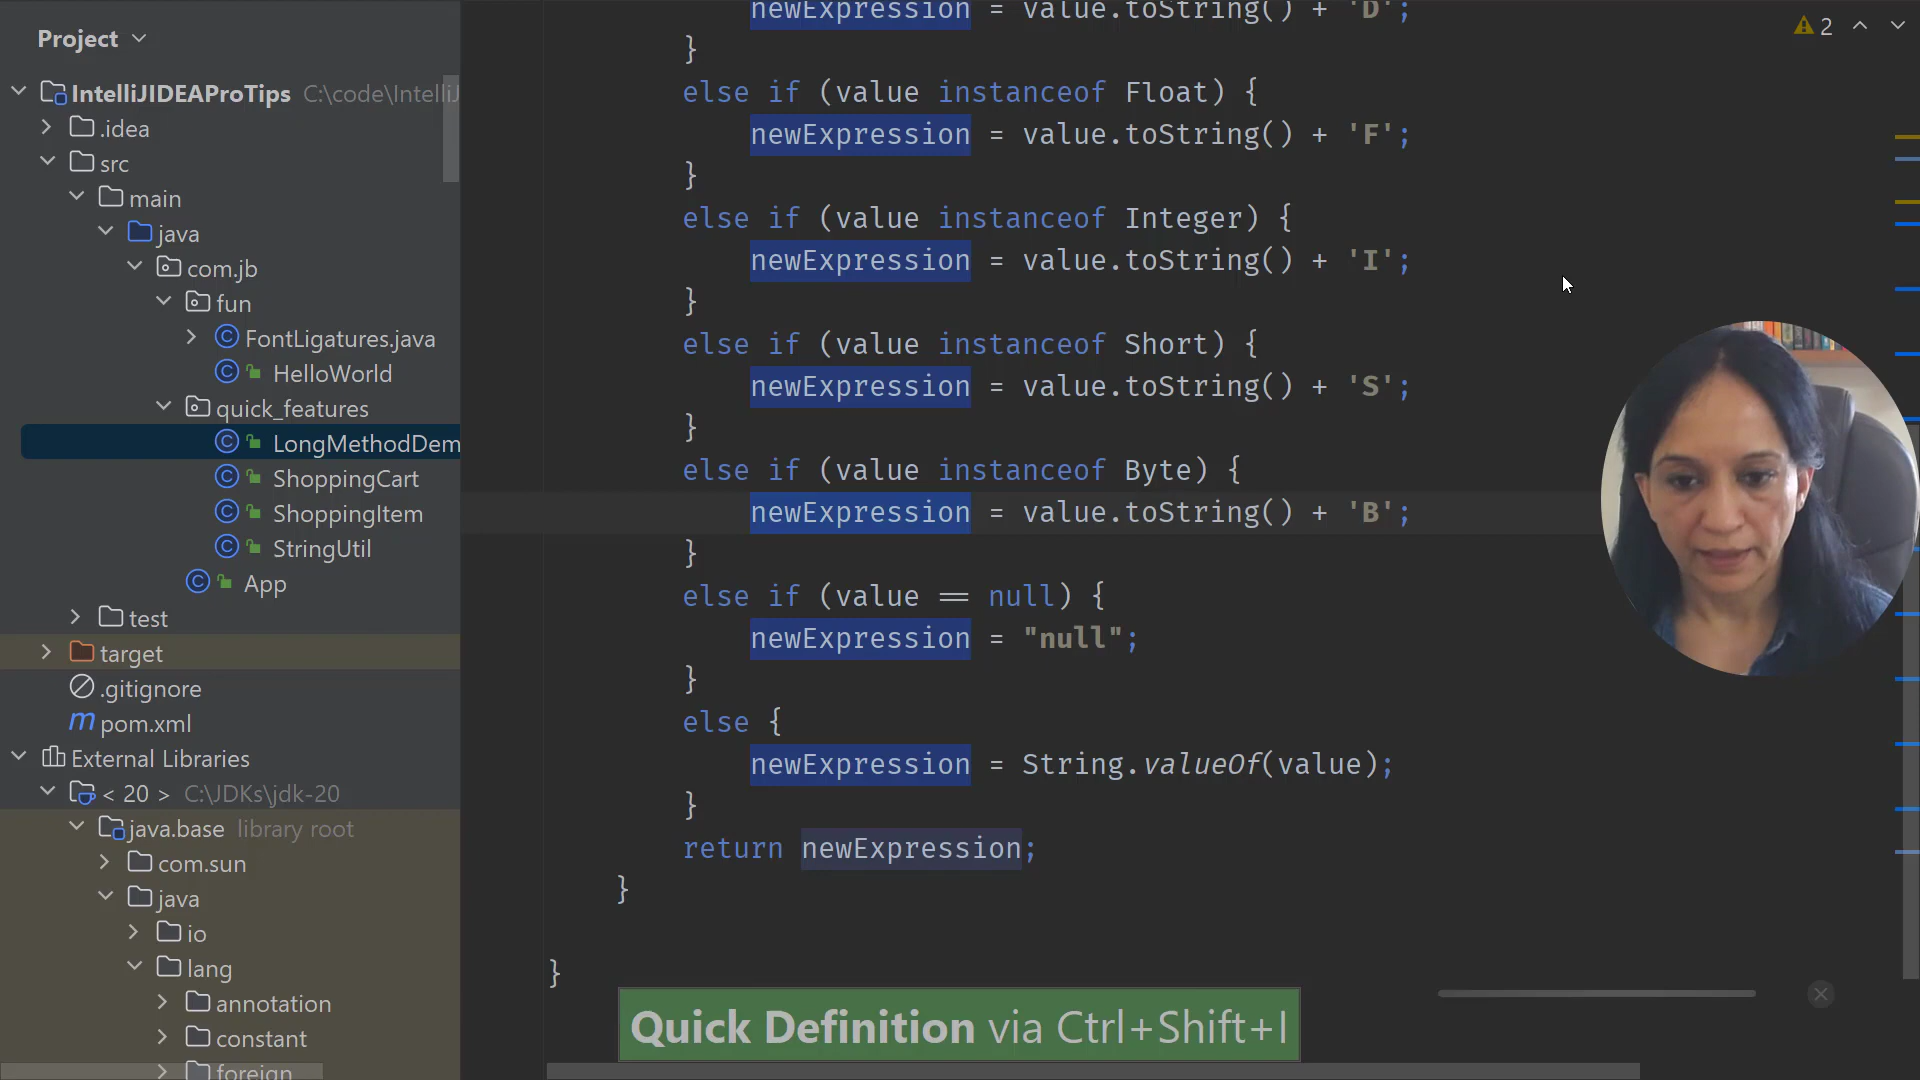 Project
IntelliJIDEAProTips C:\code\Intelli
.idea
src
main
java
com.jb
fun
FontLigatures.java
HelloWorld
quick_features
LongMethodDem
ShoppingCart
ShoppingItem
StringUtil
App
test
target
.gitignore
pom.xml
External Libraries
< 20 > C:\JDKs\jdk-20
java.base library root
com.sun
java
io
lang
annotation
constant
foreign
2
newExpression = value.toString() + 'D';
}
else if (value instanceof Float) {
newExpression = value.toString() + 'F';
}
else if (value instanceof Integer) {
newExpression = value.toString() + 'I';
}
else if (value instanceof Short) {
newExpression = value.toString() + 'S';
}
else if (value instanceof Byte) {
newExpression = value.toString() + 'B';
}
else if (value == null) {
newExpression = "null";
}
else {
newExpression = String.valueOf(value);
}
return newExpression;
}
}
Quick Definition via Ctrl+Shift+I